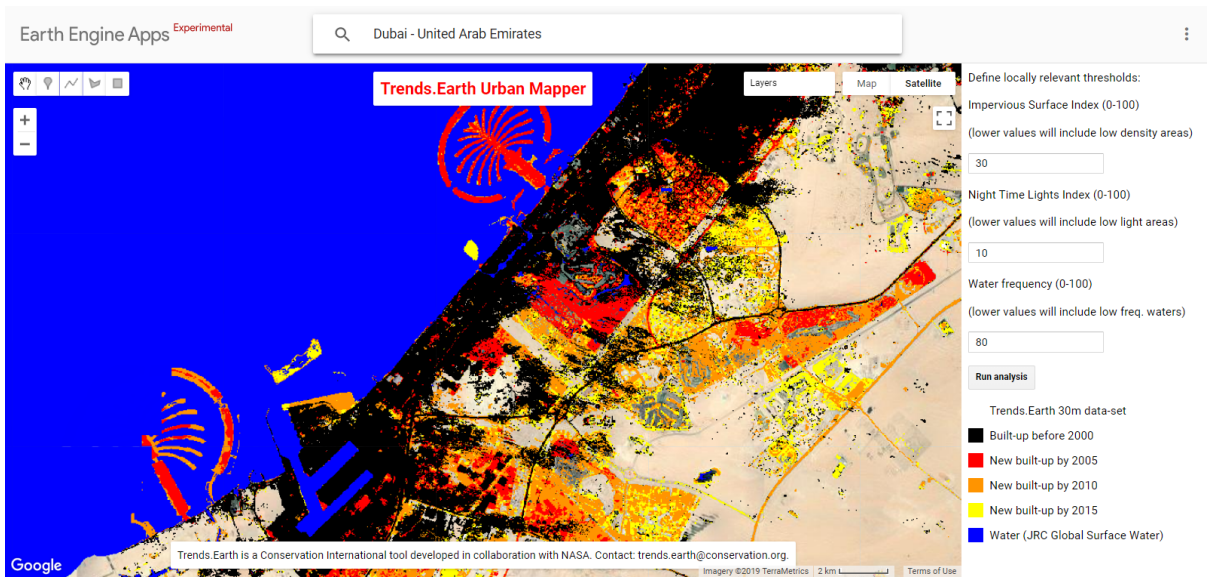 Earth Engine Apps Experimental
Dubai - United Arab Emirates
Trends.Earth Urban Mapper
Layers
Map
Satellite
+
−
Define locally relevant thresholds:
Impervious Surface Index (0-100)
(lower values will include low density areas)
30
Night Time Lights Index (0-100)
(lower values will include low light areas)
10
Water frequency (0-100)
(lower values will include low freq. waters)
80
Run analysis
Trends.Earth 30m data-set
Built-up before 2000
New built-up by 2005
New built-up by 2010
New built-up by 2015
Water (JRC Global Surface Water)
Trends.Earth is a Conservation International tool developed in collaboration with NASA. Contact: trends.earth@conservation.org.
Google
Imagery ©2019 TerraMetrics
2 km
Terms of Use